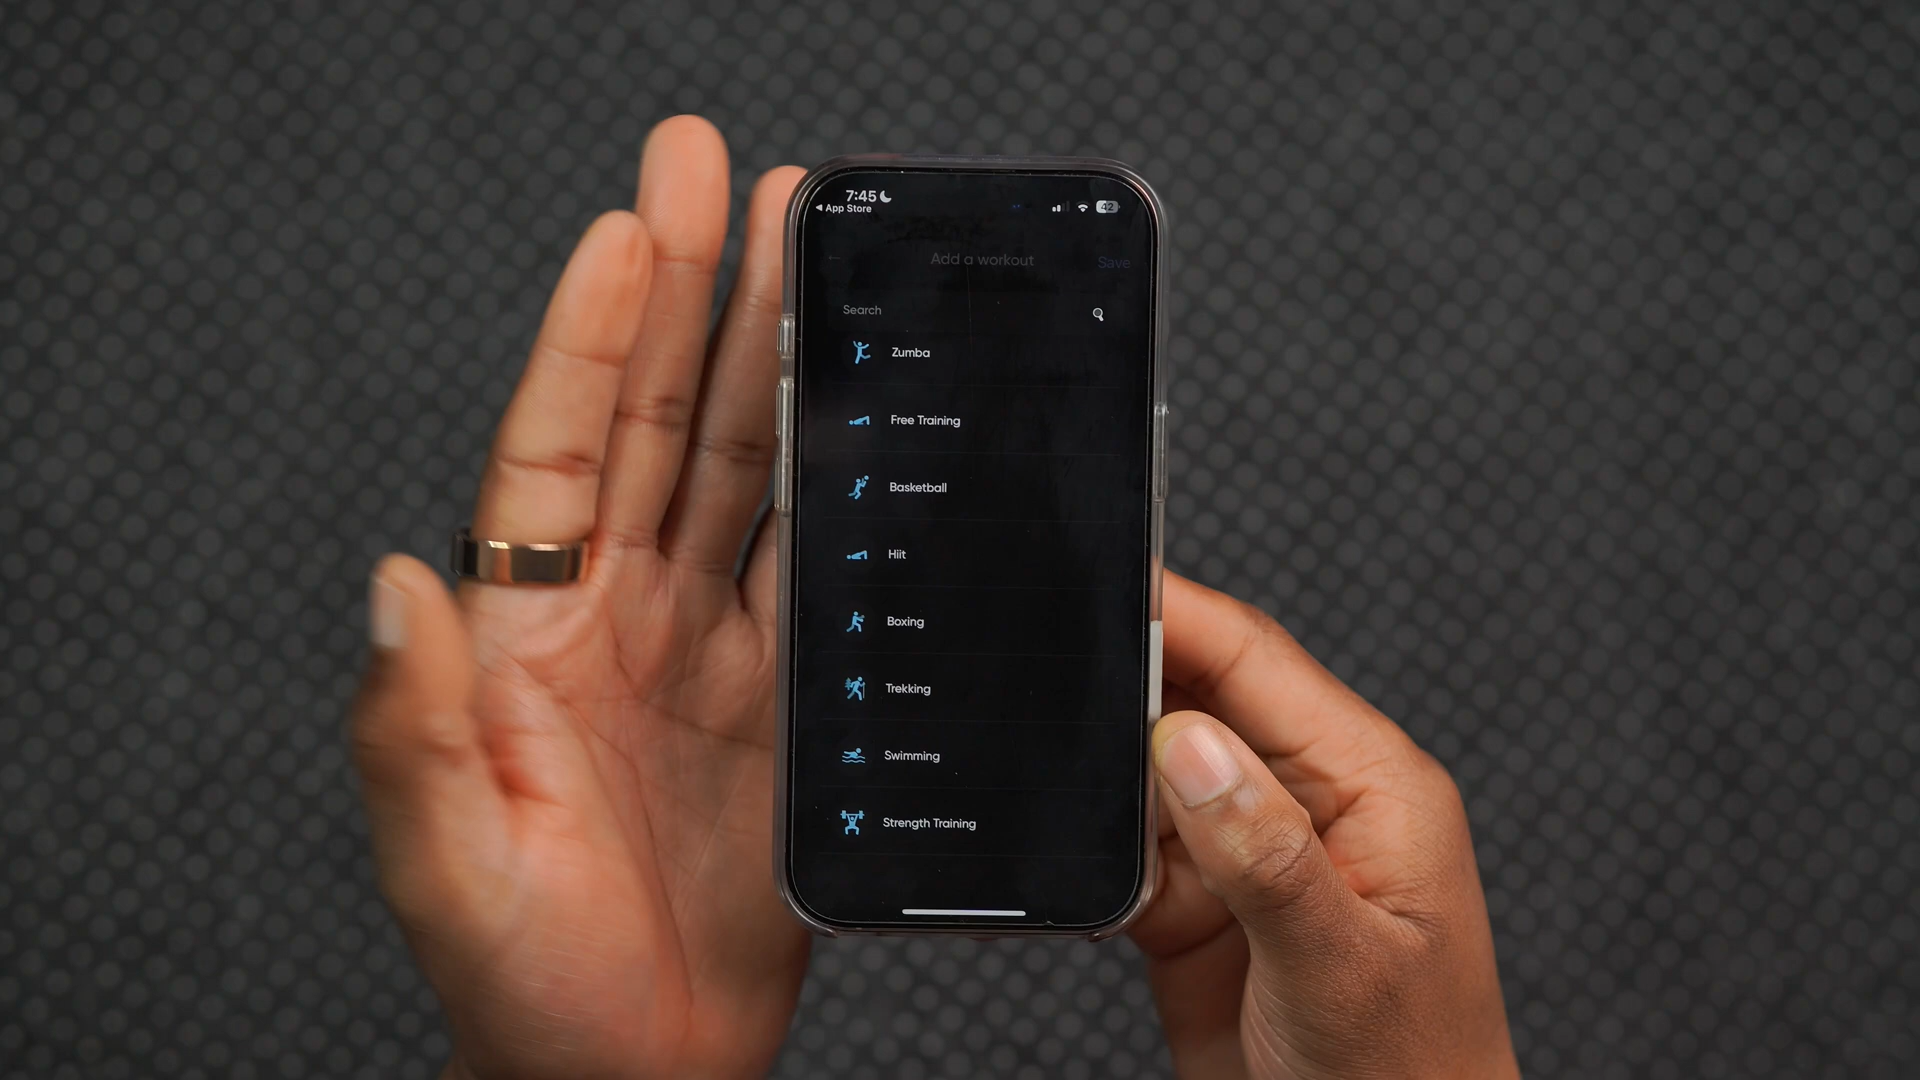 7:45
App Store
42
Add a workout
Save
Search
Zumba
Free Training
Basketball
Hiit
Boxing
Trekking
Swimming
Strength Training